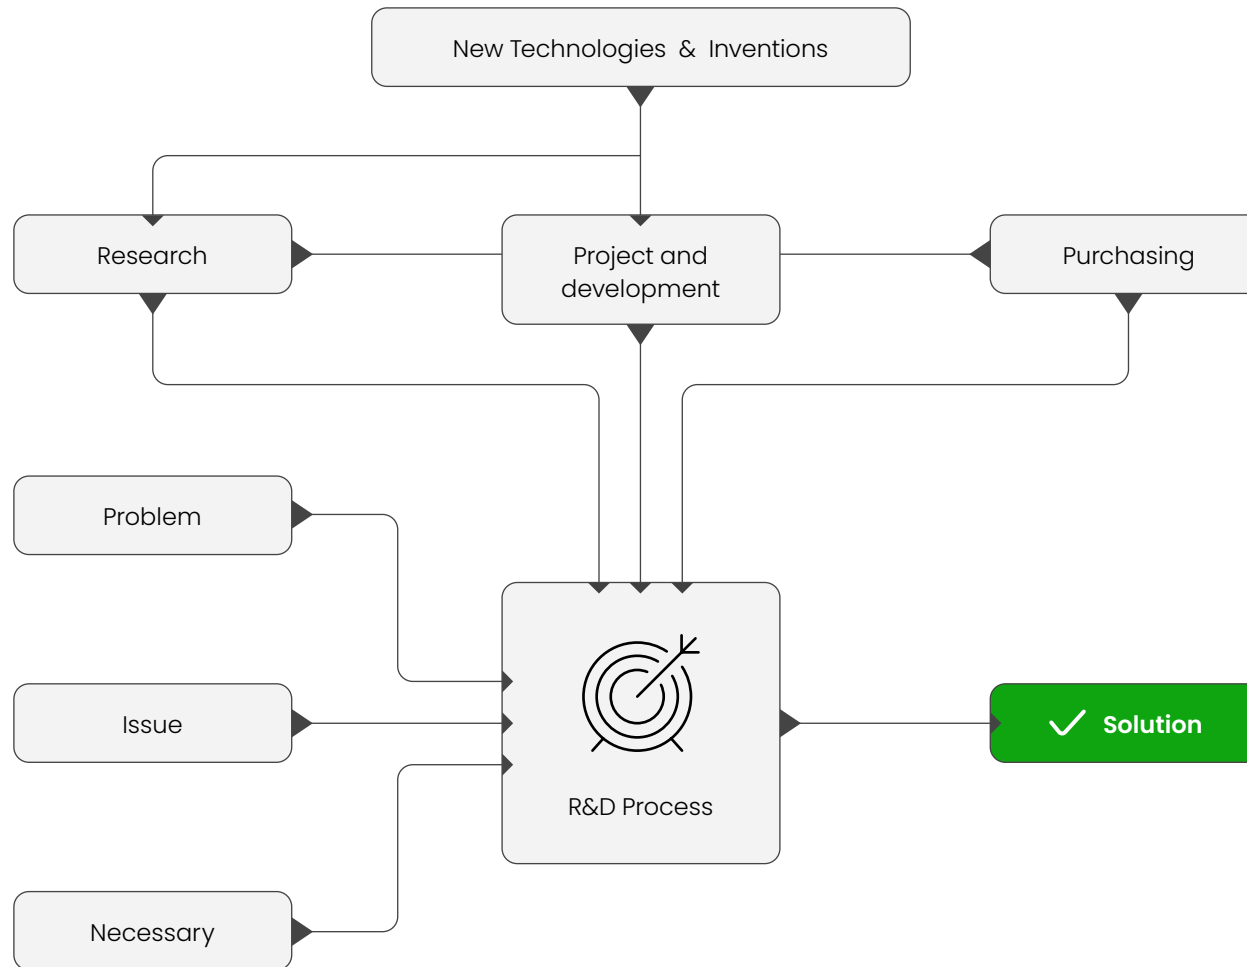 New Technologies & Inventions
Research
Project and
development
Purchasing
Problem
Issue
Solution
R&D Process
Necessary